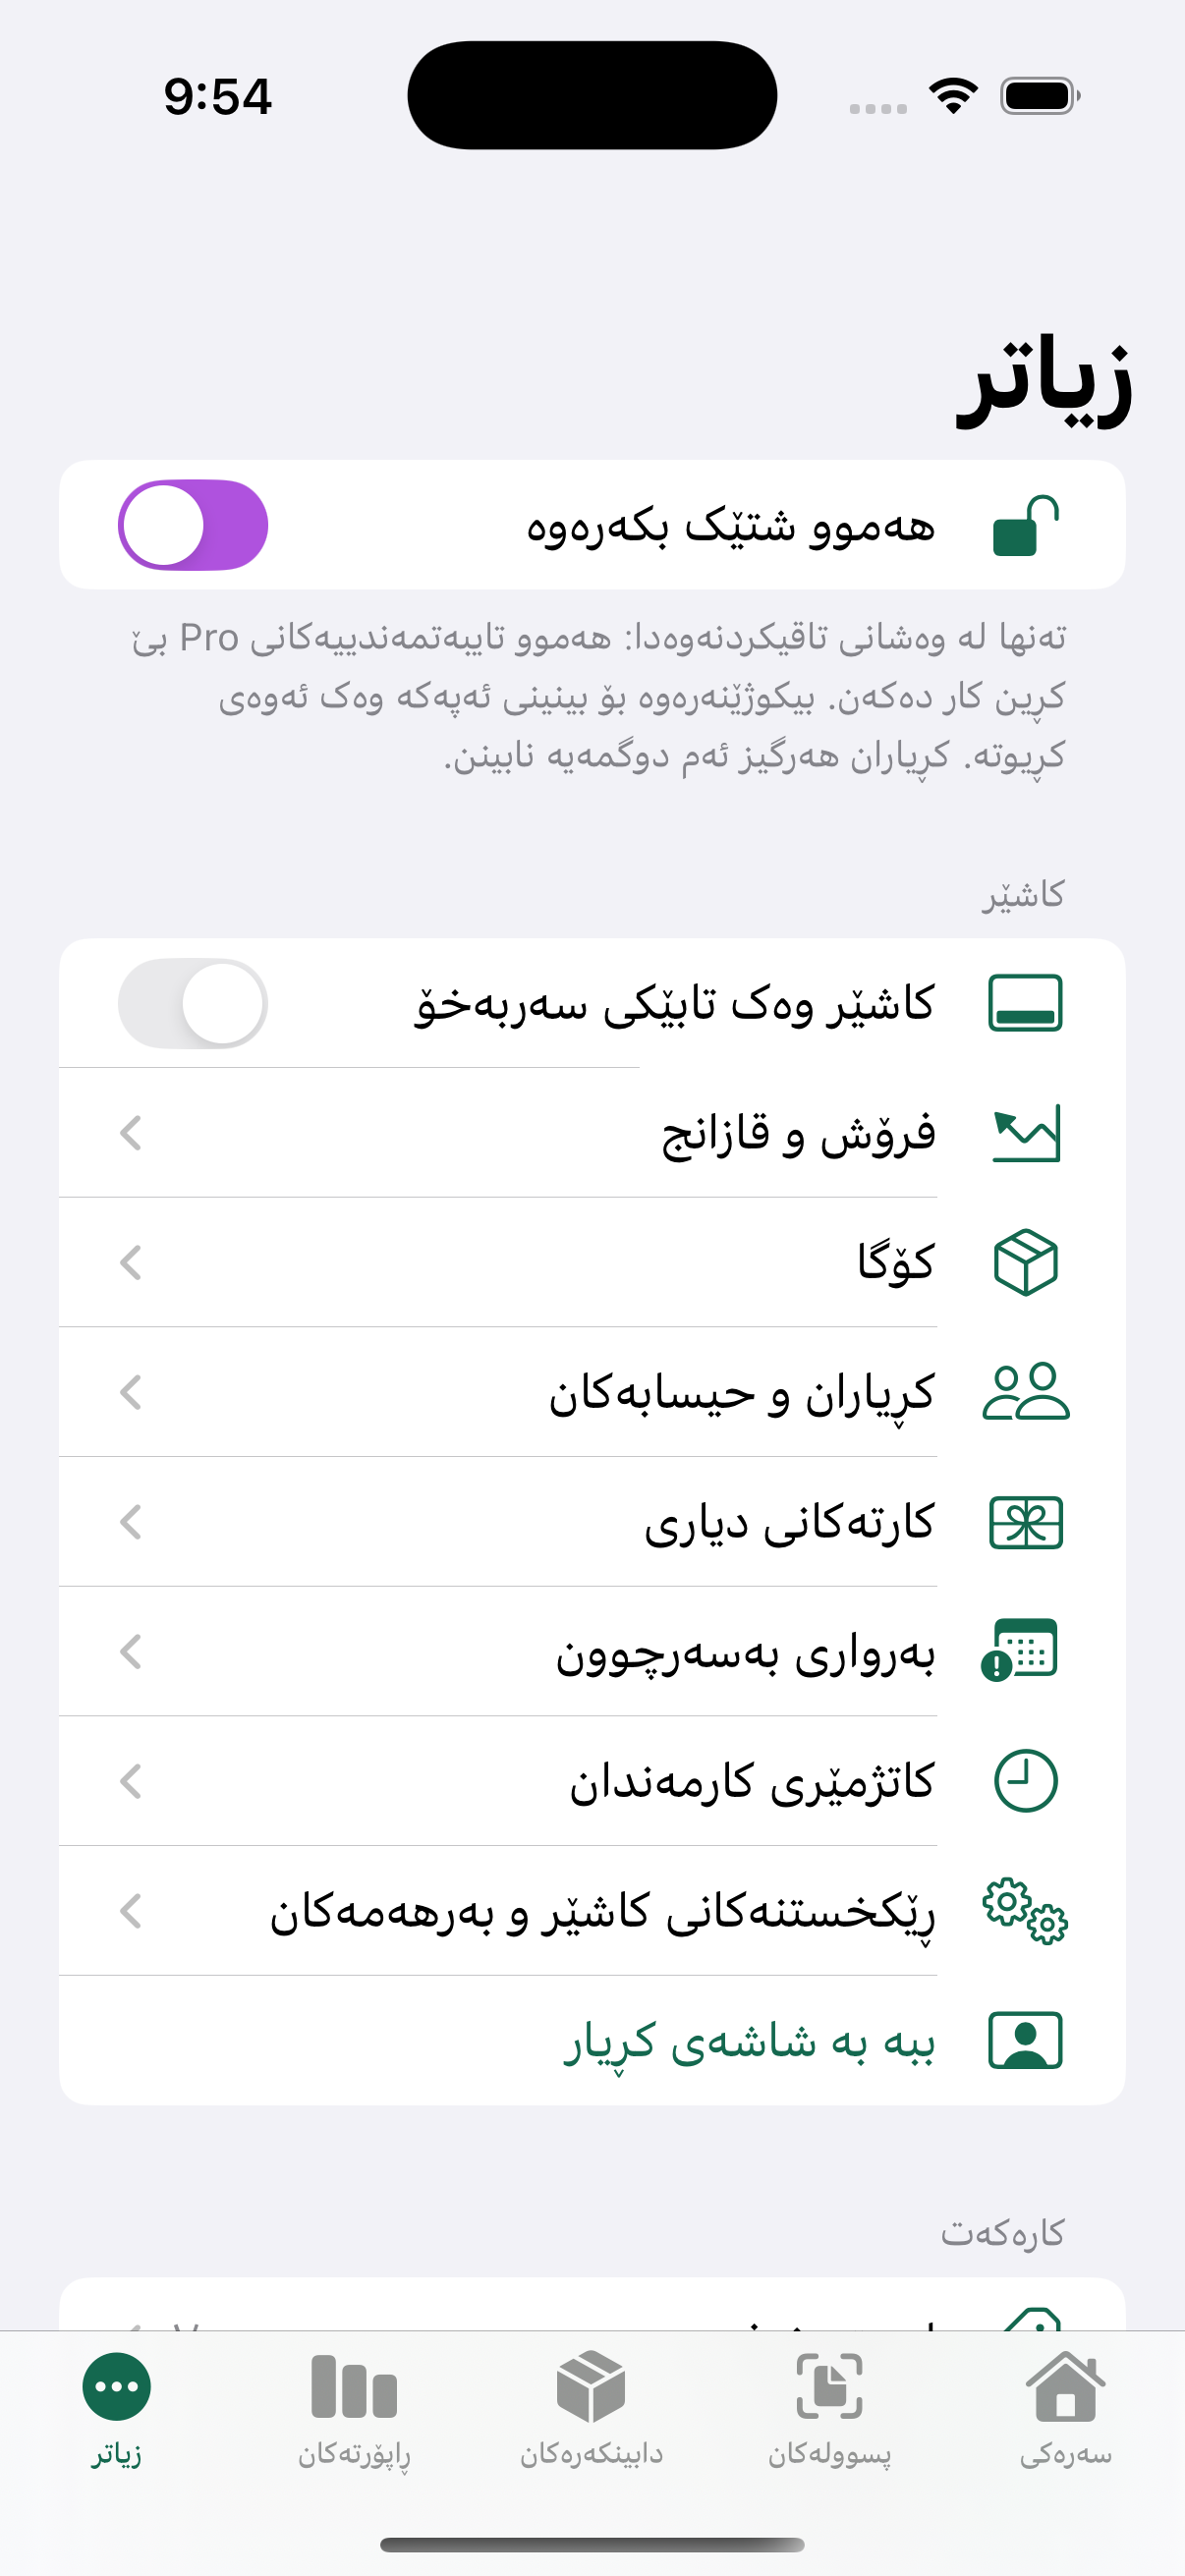 9:54
زیاتر
هەموو شتێک بکەرەوە
تەنها لە وەشانی تاقیکردنەوەدا: هەموو تایبەتمەندییەکانی Pro بێ
کڕین کار دەکەن. بیکوژێنەرەوە بۆ بینینی ئەپەکە وەک ئەوەی
کڕیوتە. کڕیاران هەرگیز ئەم دوگمەیە نابینن.
کاشێر
کاشێر وەک تابێکی سەربەخۆ
فرۆش و قازانج
کۆگا
کڕیاران و حیسابەکان
کارتەکانی دیاری
بەرواری بەسەرچوون
کاتژمێری کارمەندان
ڕێکخستنەکانی کاشێر و بەرهەمەکان
ببە بە شاشەی کڕیار
کارەکەت
سەرەکی
پسوولەکان
دابینکەرەکان
ڕاپۆرتەکان
زیاتر